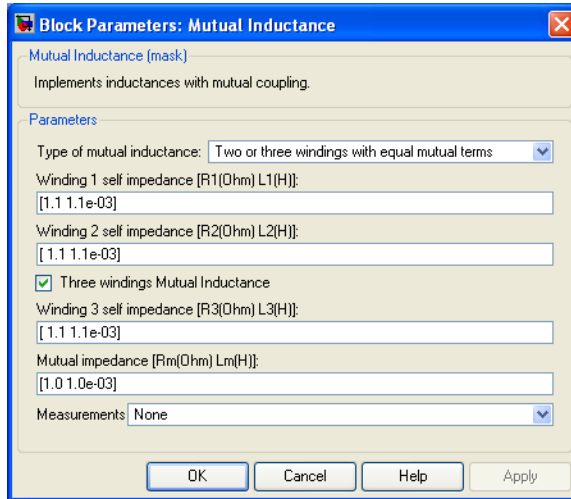 Block Parameters: Mutual Inductance
Mutual Inductance (mask)
Implements inductances with mutual coupling.
Parameters
Type of mutual inductance: Two or three windings with equal mutual terms
Winding 1 self impedance [R1(Ohm) L1(H)]:
[1.1 1.1e-03]
Winding 2 self impedance [R2(Ohm) L2(H)]:
[ 1.1 1.1e-03]
Three windings Mutual Inductance
Winding 3 self impedance [R3(Ohm) L3(H)]:
[ 1.1 1.1e-03]
Mutual impedance [Rm(Ohm) Lm(H)]:
[1.0 1.0e-03]
Measurements None
OK Cancel Help Apply